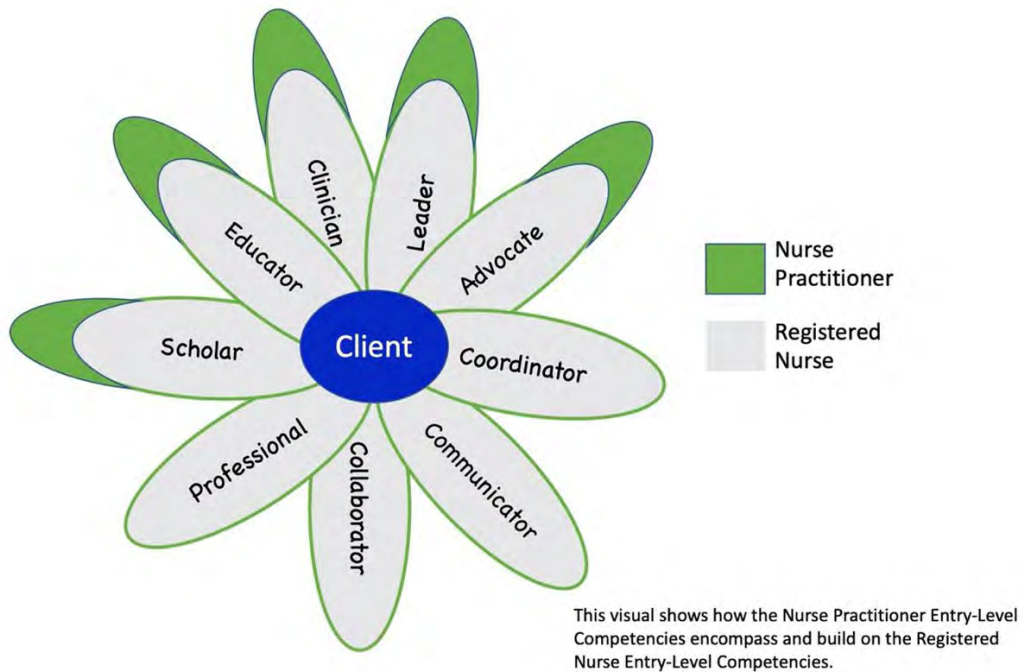 Clinician
Leader
Educator
Advocate
Scholar
Client
Coordinator
Professional
Collaborator
Communicator
Nurse
Practitioner
Registered
Nurse
This visual shows how the Nurse Practitioner Entry-Level
Competencies encompass and build on the Registered
Nurse Entry-Level Competencies.